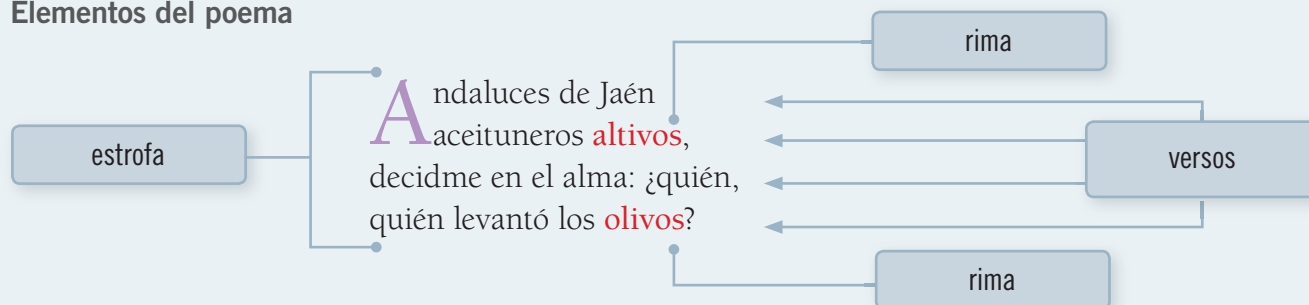 Elementos del poema
rima
Andaluces de Jaén
aceituneros altivos,
decidme en el alma: ¿quién,
quién levantó los olivos?
estrofa
versos
rima